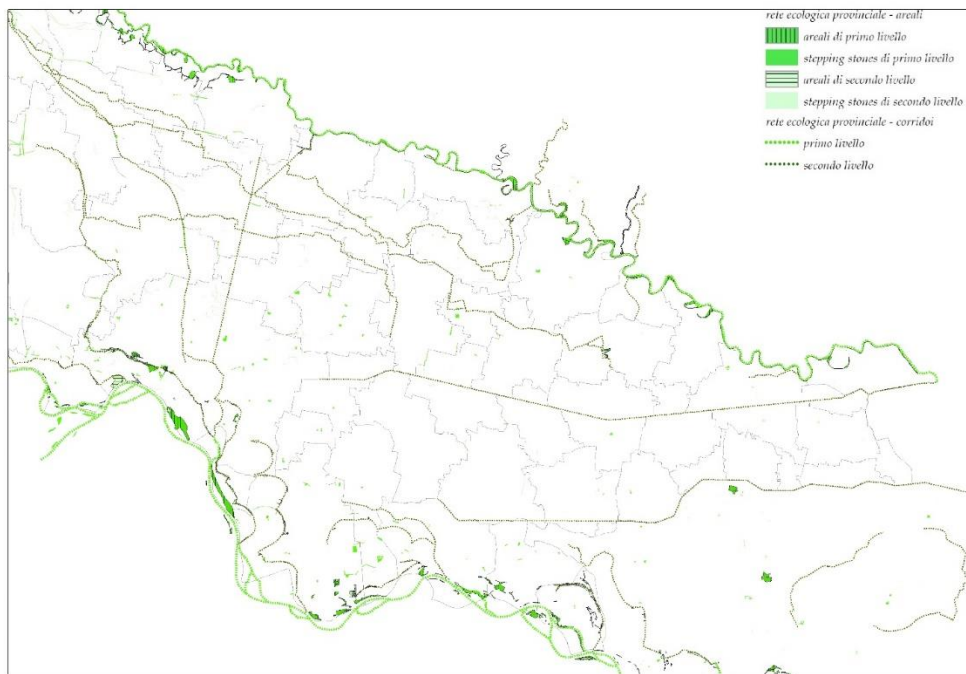 rete ecologica provinciale - areali
areali di primo livello
stepping stones di primo livello
areali di secondo livello
stepping stones di secondo livello
rete ecologica provinciale - corridoi
primo livello
secondo livello